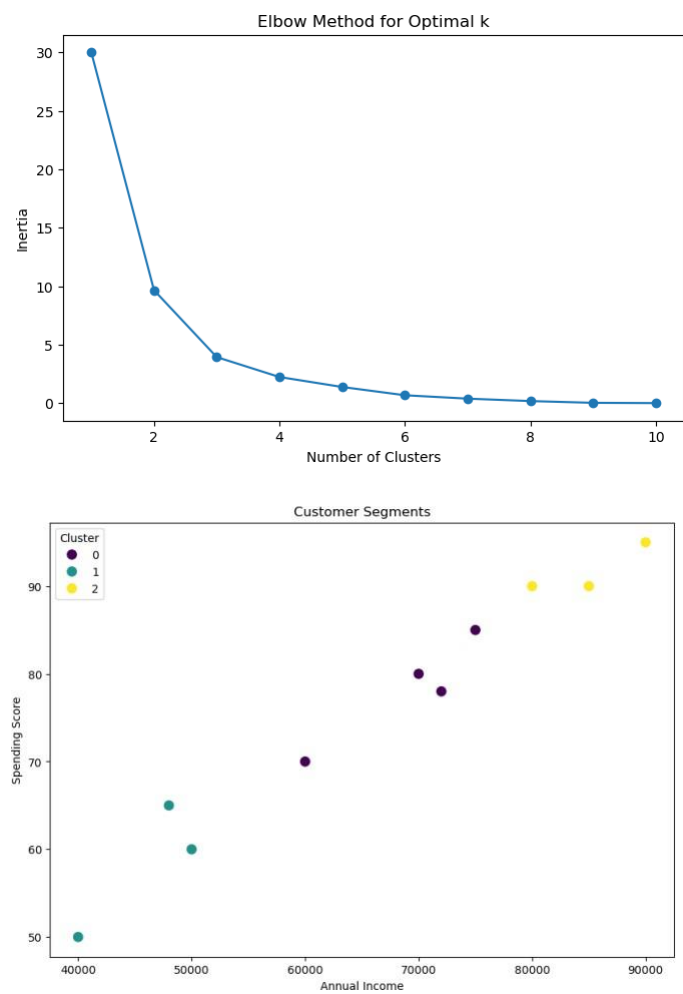 Elbow Method for Optimal k
30
25
20
15
10
5
0
Inertia
2 4 6 8 10
Number of Clusters
Customer Segments
Cluster
0
1
2
90
80
70
60
50
Spending Score
40000 50000 60000 70000 80000 90000
Annual Income